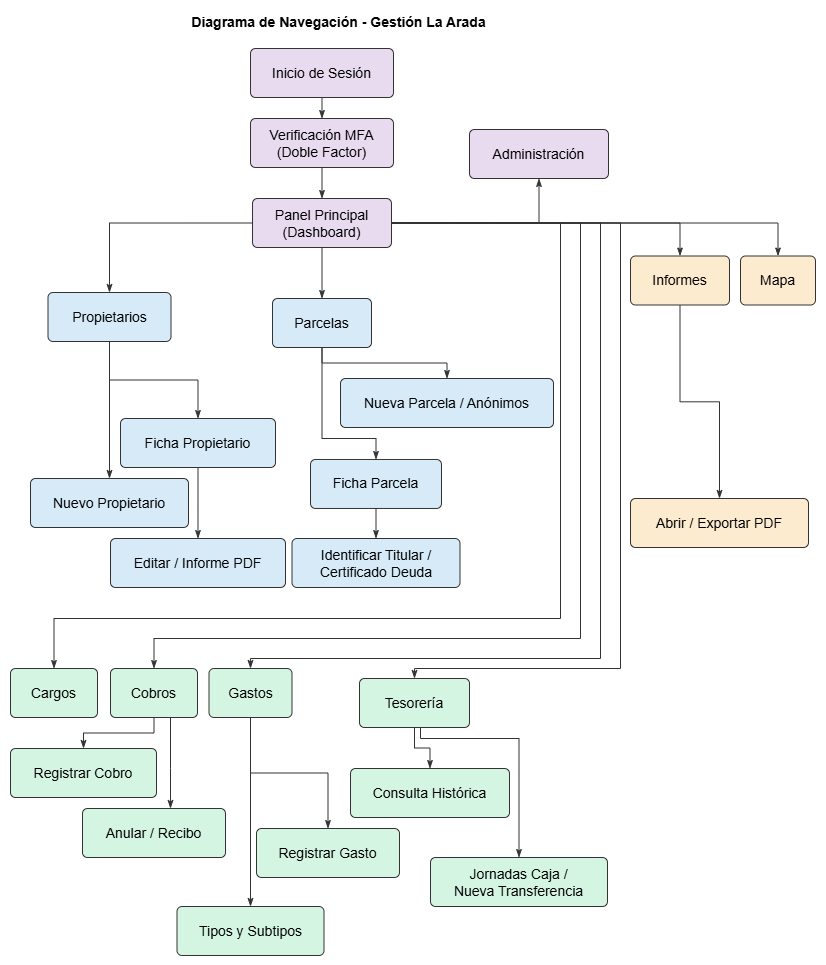 Diagrama de Navegación - Gestión La Arada
Inicio de Sesión
Verificación MFA
(Doble Factor)
Administración
Panel Principal
(Dashboard)
Informes
Mapa
Propietarios
Parcelas
Nueva Parcela / Anónimos
Ficha Propietario
Ficha Parcela
Nuevo Propietario
Abrir / Exportar PDF
Editar / Informe PDF
Identificar Titular /
Certificado Deuda
Cargos
Cobros
Gastos
Tesorería
Registrar Cobro
Consulta Histórica
Anular / Recibo
Registrar Gasto
Jornadas Caja /
Nueva Transferencia
Tipos y Subtipos